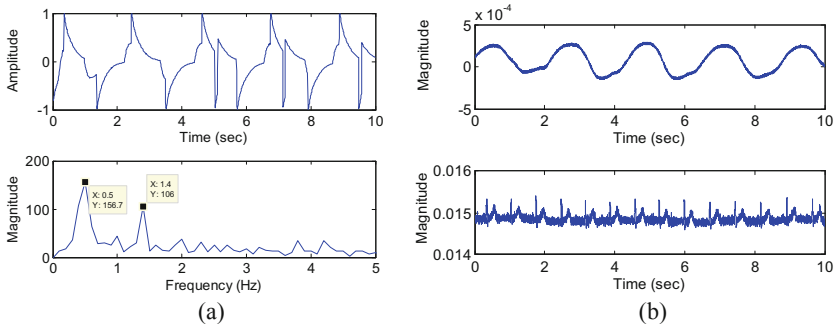 1
0
-1
Amplitude
0 2 4 6 8 10
Time (sec)
200
100
0
Magnitude
X: 0.5
Y: 156.7
X: 1.4
Y: 106
0 1 2 3 4 5
Frequency (Hz)
(a)
x 10-4
5
0
-5
Magnitude
0 2 4 6 8 10
Time (sec)
0.016
0.015
0.014
Magnitude
0 2 4 6 8 10
Time (sec)
(b)